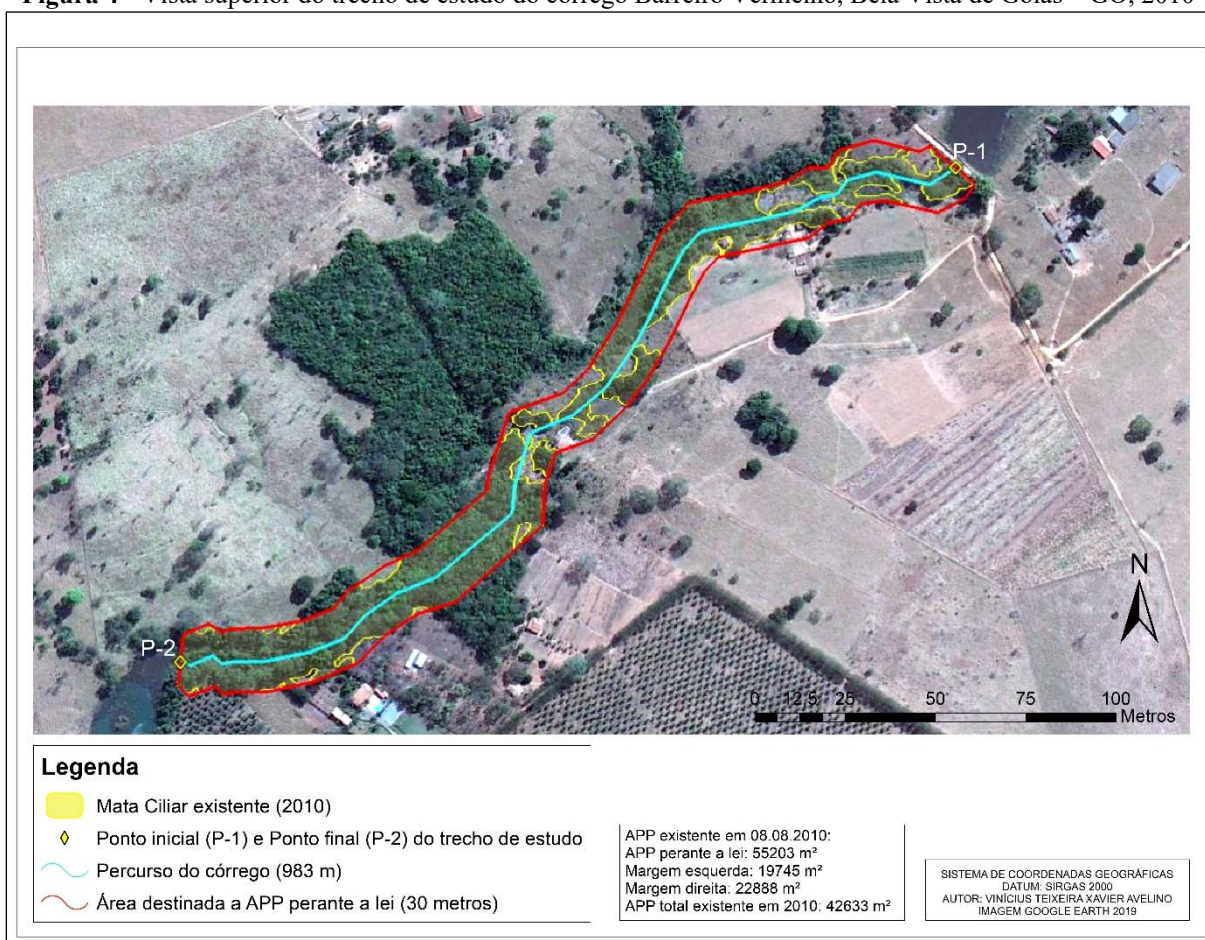 Figura 4 – Vista superior do trecho de estudo do córrego Barreiro Vermelho, Bela Vista de Goiás – GO, 2010
P-1
P-2
N
0 12,5 25 50 75 100
Metros
Legenda
Mata Ciliar existente (2010)
Ponto inicial (P-1) e Ponto final (P-2) do trecho de estudo
Percurso do córrego (983 m)
Área destinada a APP perante a lei (30 metros)
APP existente em 08.08.2010:
APP perante a lei: 55203 m²
Margem esquerda: 19745 m²
Margem direita: 22888 m²
APP total existente em 2010: 42633 m²
SISTEMA DE COORDENADAS GEOGRÁFICAS
DATUM: SIRGAS 2000
AUTOR: VINÍCIUS TEIXEIRA XAVIER AVELINO
IMAGEM GOOGLE EARTH 2019